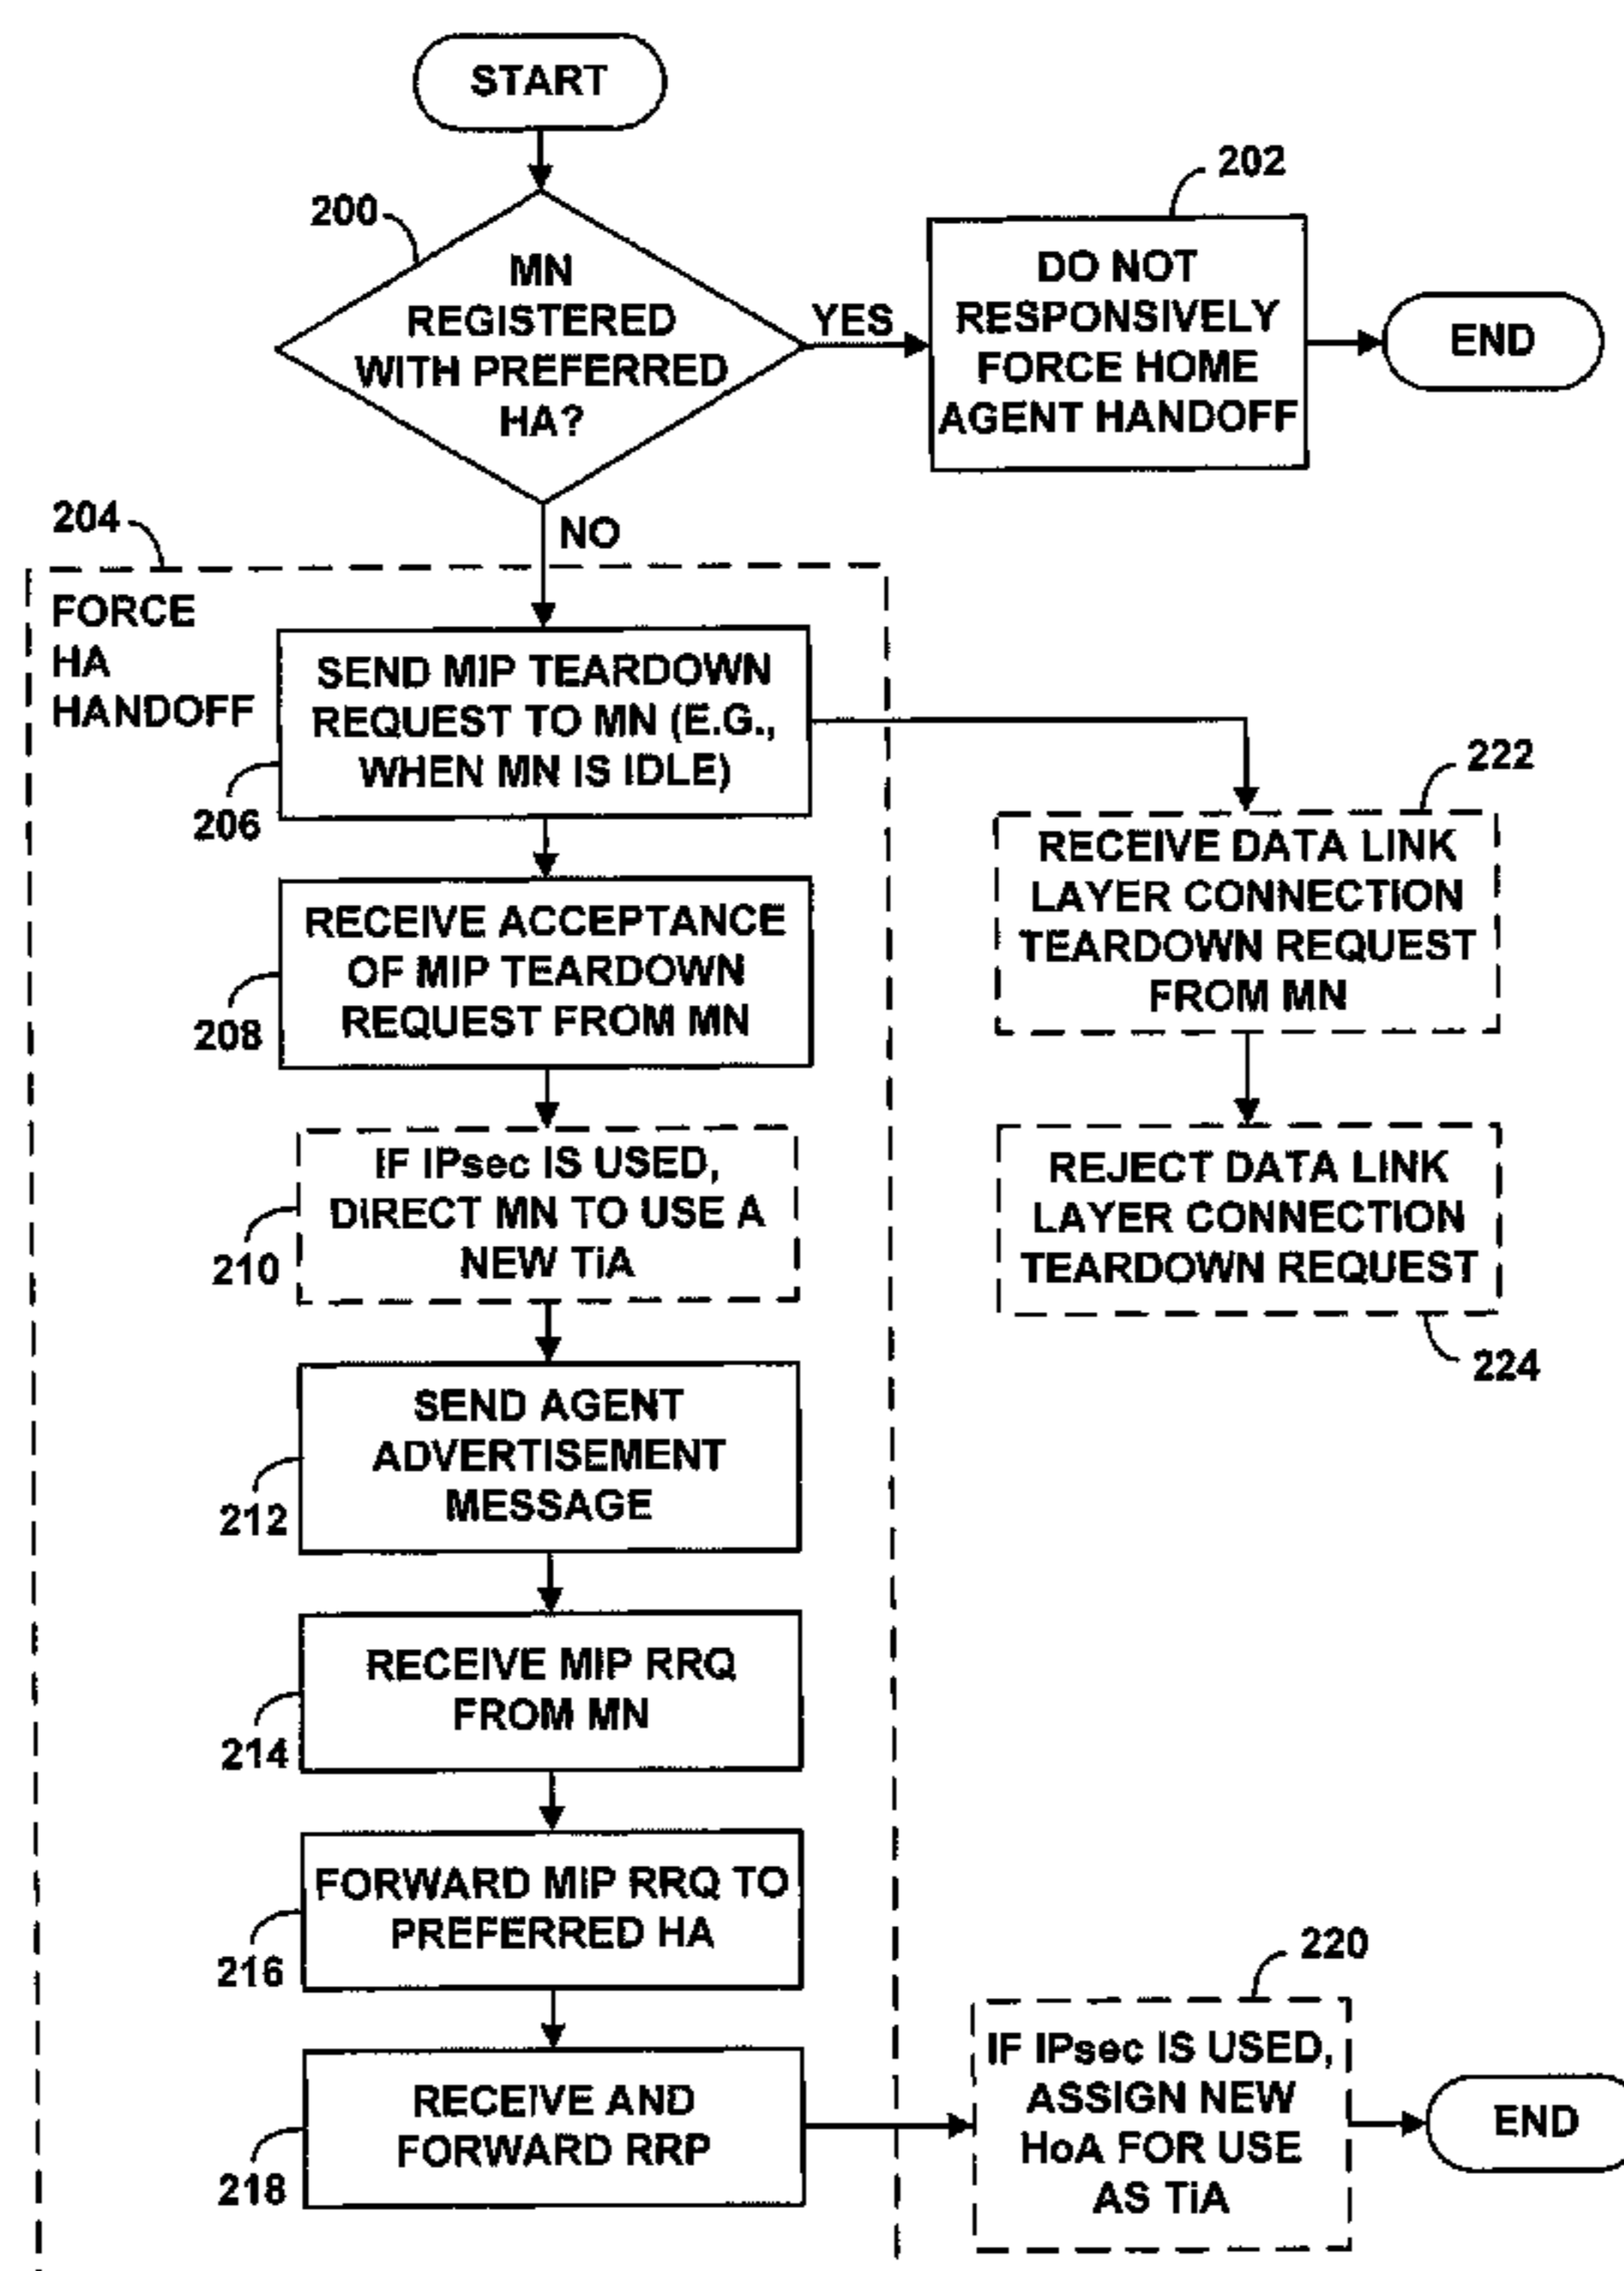 START
200
MN
REGISTERED
WITH PREFERRED
HA?
YES
202
DO NOT
RESPONSIVELY
FORCE HOME
AGENT HANDOFF
END
NO
204
FORCE
HA
HANDOFF
SEND MIP TEARDOWN
REQUEST TO MN (E.G.,
WHEN MN IS IDLE)
206
222
RECEIVE DATA LINK
LAYER CONNECTION
TEARDOWN REQUEST
FROM MN
RECEIVE ACCEPTANCE
OF MIP TEARDOWN
REQUEST FROM MN
208
IF IPsec IS USED,
DIRECT MN TO USE A
NEW TiA
210
REJECT DATA LINK
LAYER CONNECTION
TEARDOWN REQUEST
224
SEND AGENT
ADVERTISEMENT
MESSAGE
212
RECEIVE MIP RRQ
FROM MN
214
FORWARD MIP RRQ TO
PREFERRED HA
216
RECEIVE AND
FORWARD RRP
218
220
IF IPsec IS USED,
ASSIGN NEW
HoA FOR USE
AS TiA
END